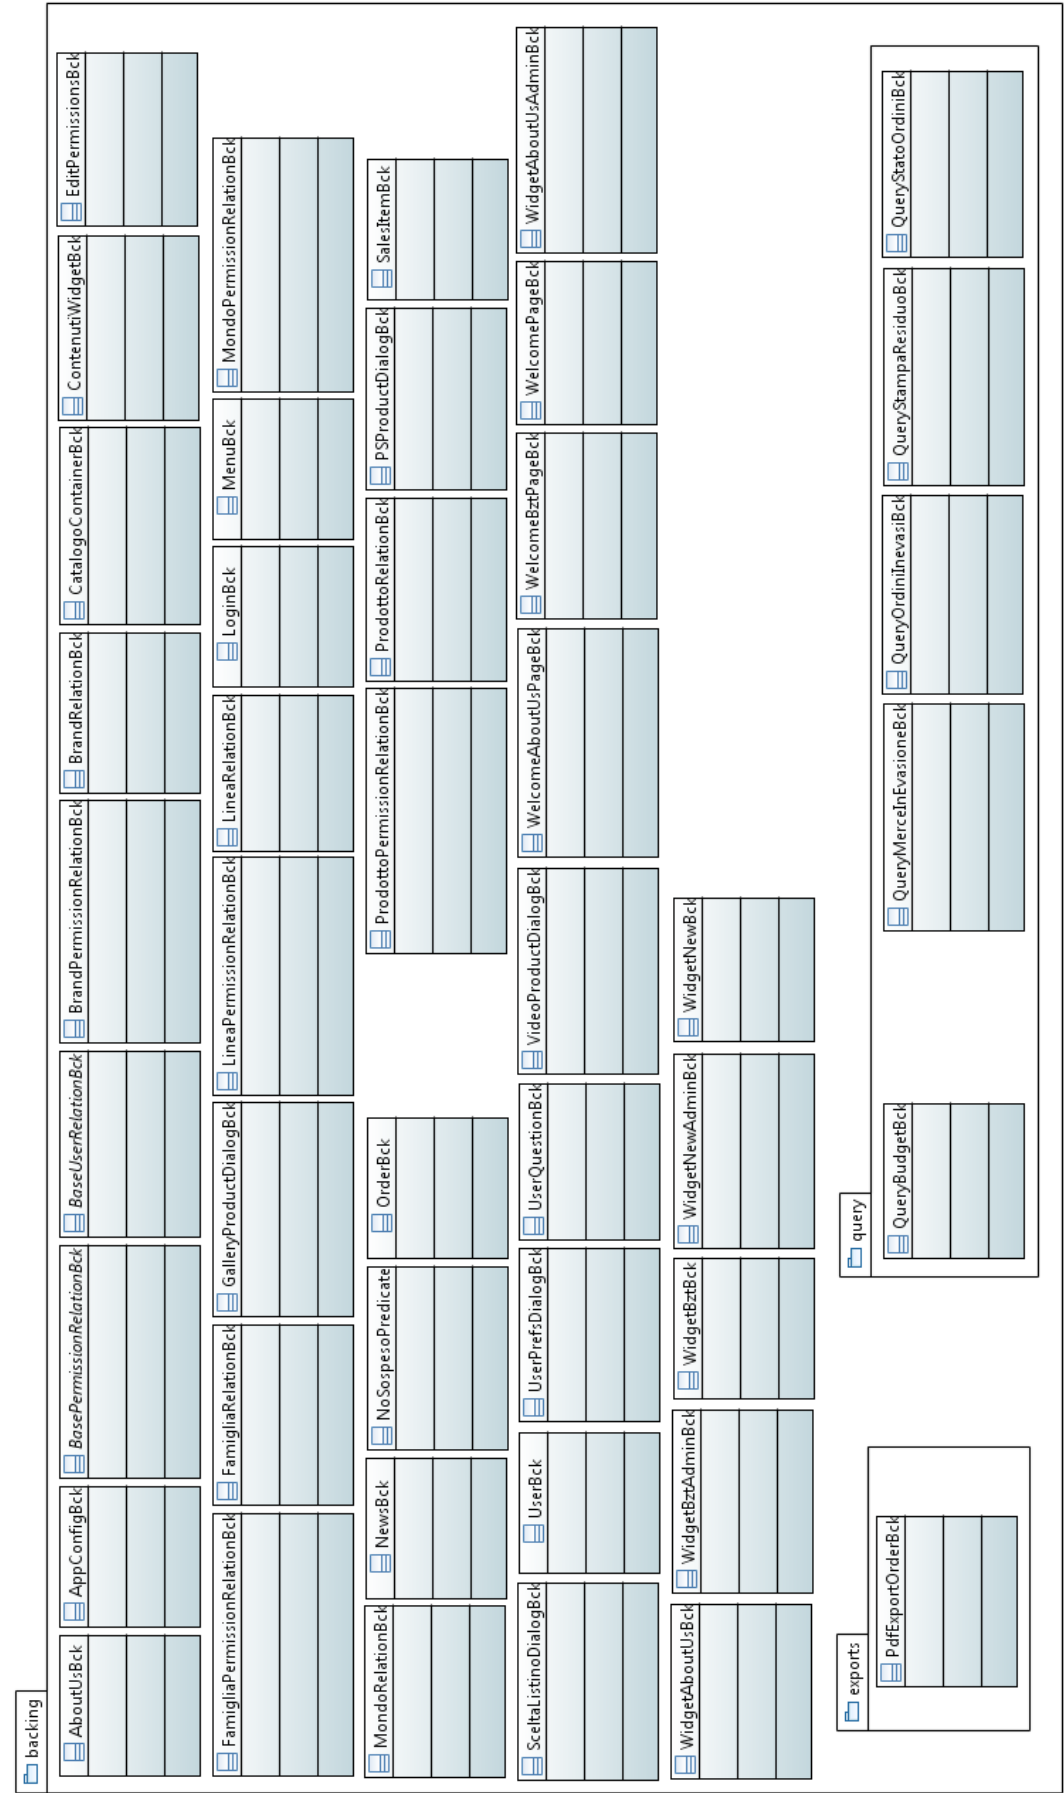 backing
AboutUsBck
AppConfigBck
BasePermissionRelationBck
BaseUserRelationBck
BrandPermissionRelationBck
BrandRelationBck
CatalogoContainerBck
ContenutiWidgetBck
EditPermissionsBck
FamigliaPermissionRelationBck
FamigliaRelationBck
GalleryProductDialogBck
LineaPermissionRelationBck
LineaRelationBck
LoginBck
MenuBck
MondoPermissionRelationBck
MondoRelationBck
NewsBck
NoSospesoPredicate
OrderBck
ProdottoPermissionRelationBck
ProdottoRelationBck
PSProductDialogBck
SalesItemBck
SceltaListinoDialogBck
UserBck
UserPrefsDialogBck
UserQuestionBck
VideoProductDialogBck
WelcomeAboutUsPageBck
WelcomeBztPageBck
WelcomePageBck
WidgetAboutUsAdminBck
WidgetAboutUsBck
WidgetBztAdminBck
WidgetBztBck
WidgetNewAdminBck
WidgetNewBck
exports
PdfExportOrderBck
query
QueryBudgetBck
QueryMerceInEvasioneBck
QueryOrdiniInevasiBck
QueryStampaResiduoBck
QueryStatoOrdiniBck